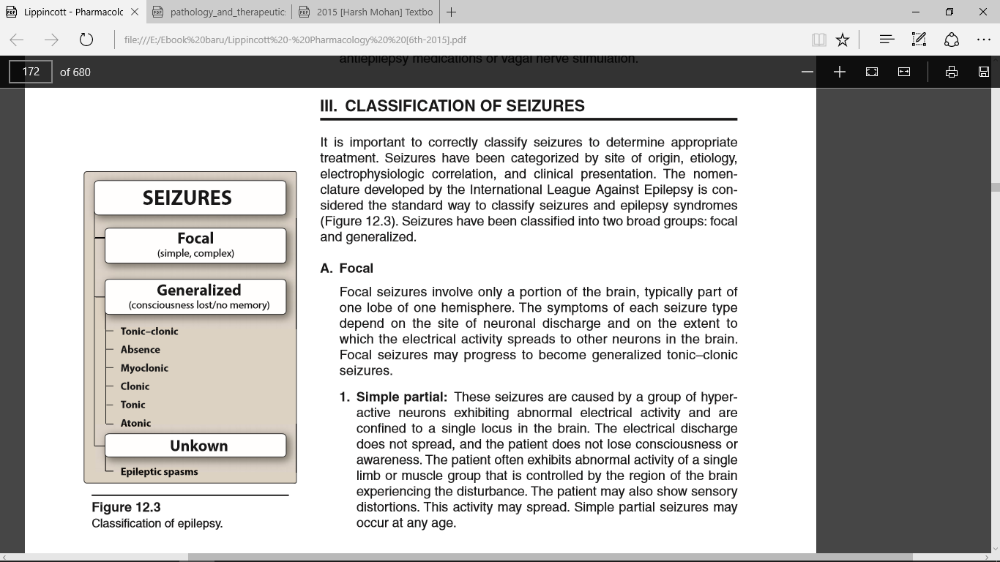 Lippincott - Pharmacolc
pathology_and_therapeutic:
2015 [Harsh Mohan] Textbo
file:///E:/Ebook%20baru/Lippincott%20-%20Pharmacology%20%20[6th-2015].pdf
antiepilepsy medications or vagal nerve stimulation.
172 of 680
III. CLASSIFICATION OF SEIZURES
It is important to correctly classify seizures to determine appropriate
treatment. Seizures have been categorized by site of origin, etiology,
electrophysiologic correlation, and clinical presentation. The nomen-
clature developed by the International League Against Epilepsy is con-
sidered the standard way to classify seizures and epilepsy syndromes
(Figure 12.3). Seizures have been classified into two broad groups: focal
and generalized.
A. Focal
Focal seizures involve only a portion of the brain, typically part of
one lobe of one hemisphere. The symptoms of each seizure type
depend on the site of neuronal discharge and on the extent to
which the electrical activity spreads to other neurons in the brain.
Focal seizures may progress to become generalized tonic–clonic
seizures.
1. Simple partial: These seizures are caused by a group of hyper-
active neurons exhibiting abnormal electrical activity and are
confined to a single locus in the brain. The electrical discharge
does not spread, and the patient does not lose consciousness or
awareness. The patient often exhibits abnormal activity of a single
limb or muscle group that is controlled by the region of the brain
experiencing the disturbance. The patient may also show sensory
distortions. This activity may spread. Simple partial seizures may
occur at any age.
SEIZURES
Focal
(simple, complex)
Generalized
(consciousness lost/no memory)
Tonic–clonic
Absence
Myoclonic
Clonic
Tonic
Atonic
Unkown
Epileptic spasms
Figure 12.3
Classification of epilepsy.